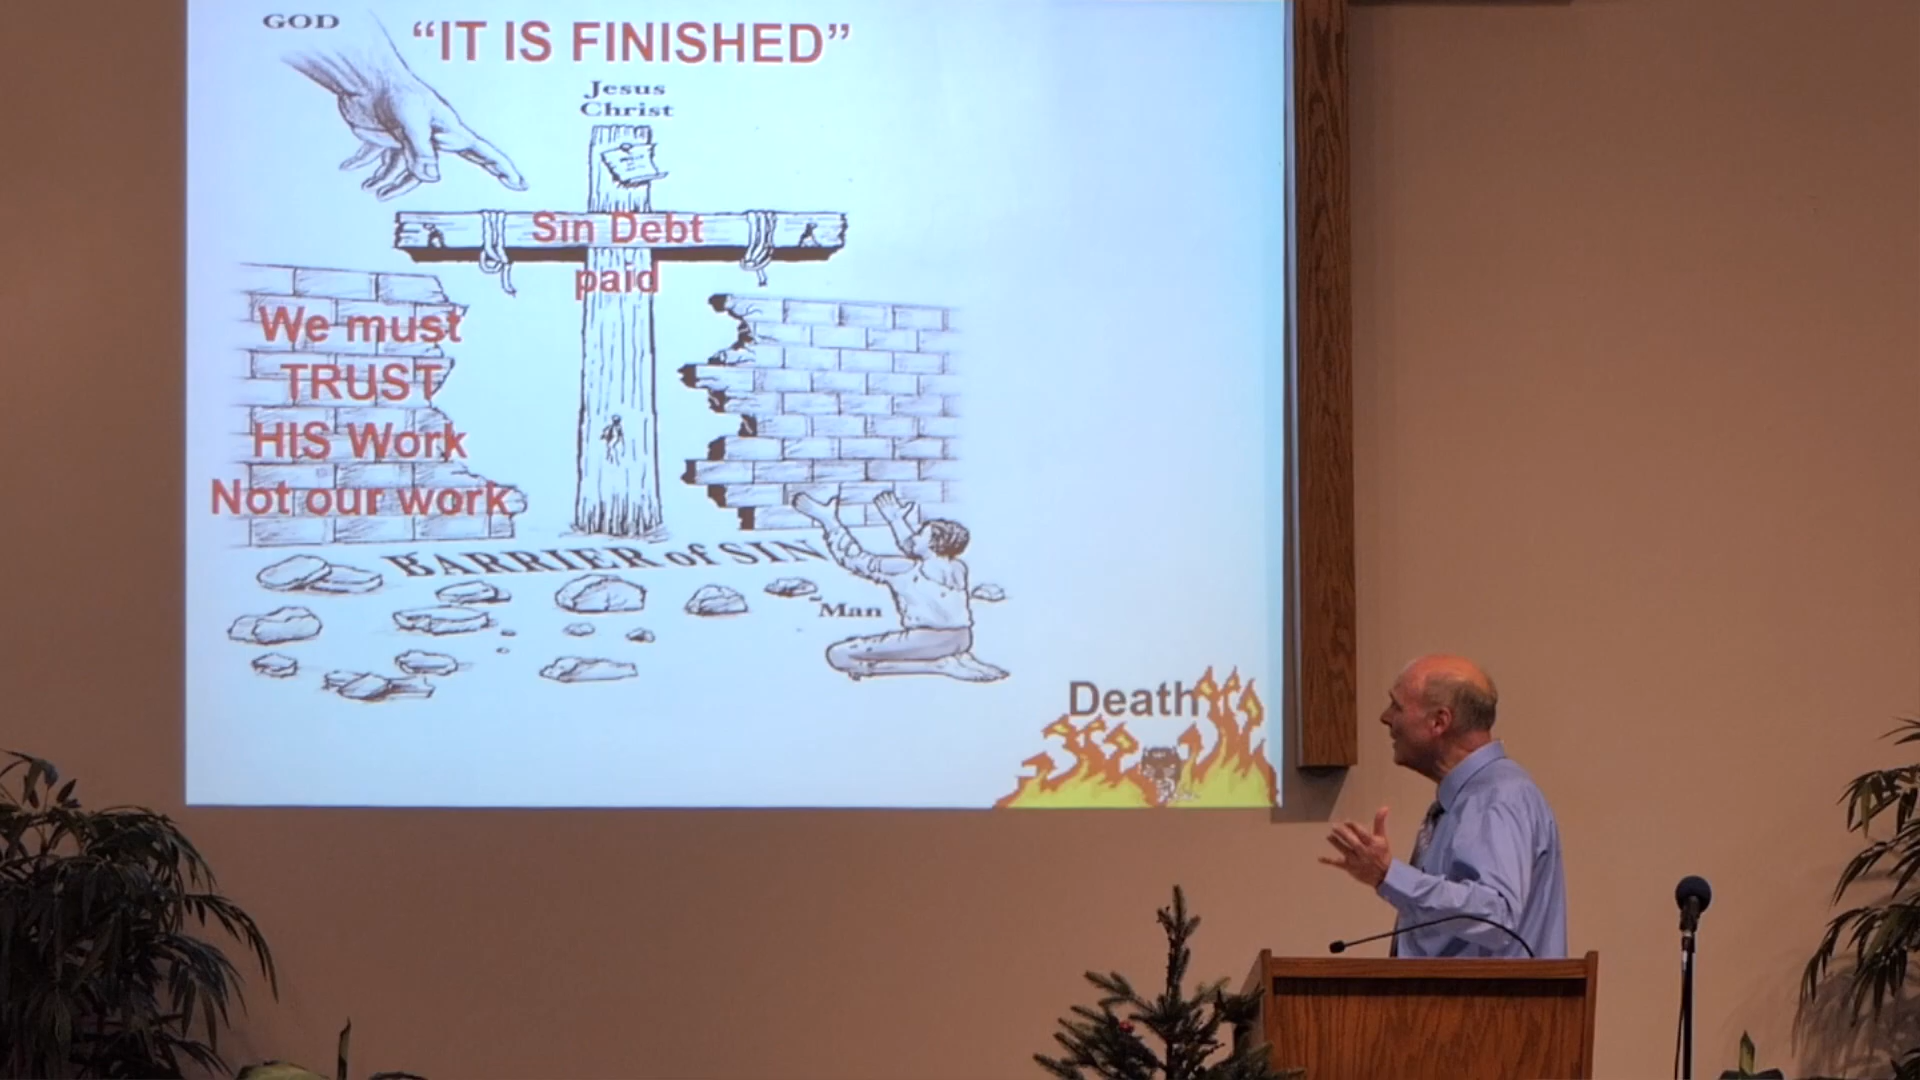 GOD
“IT IS FINISHED”
Jesus
Christ
Sin Debt
paid
We must
TRUST
HIS Work
Not our work
BARRIER of SIN
Man
Death